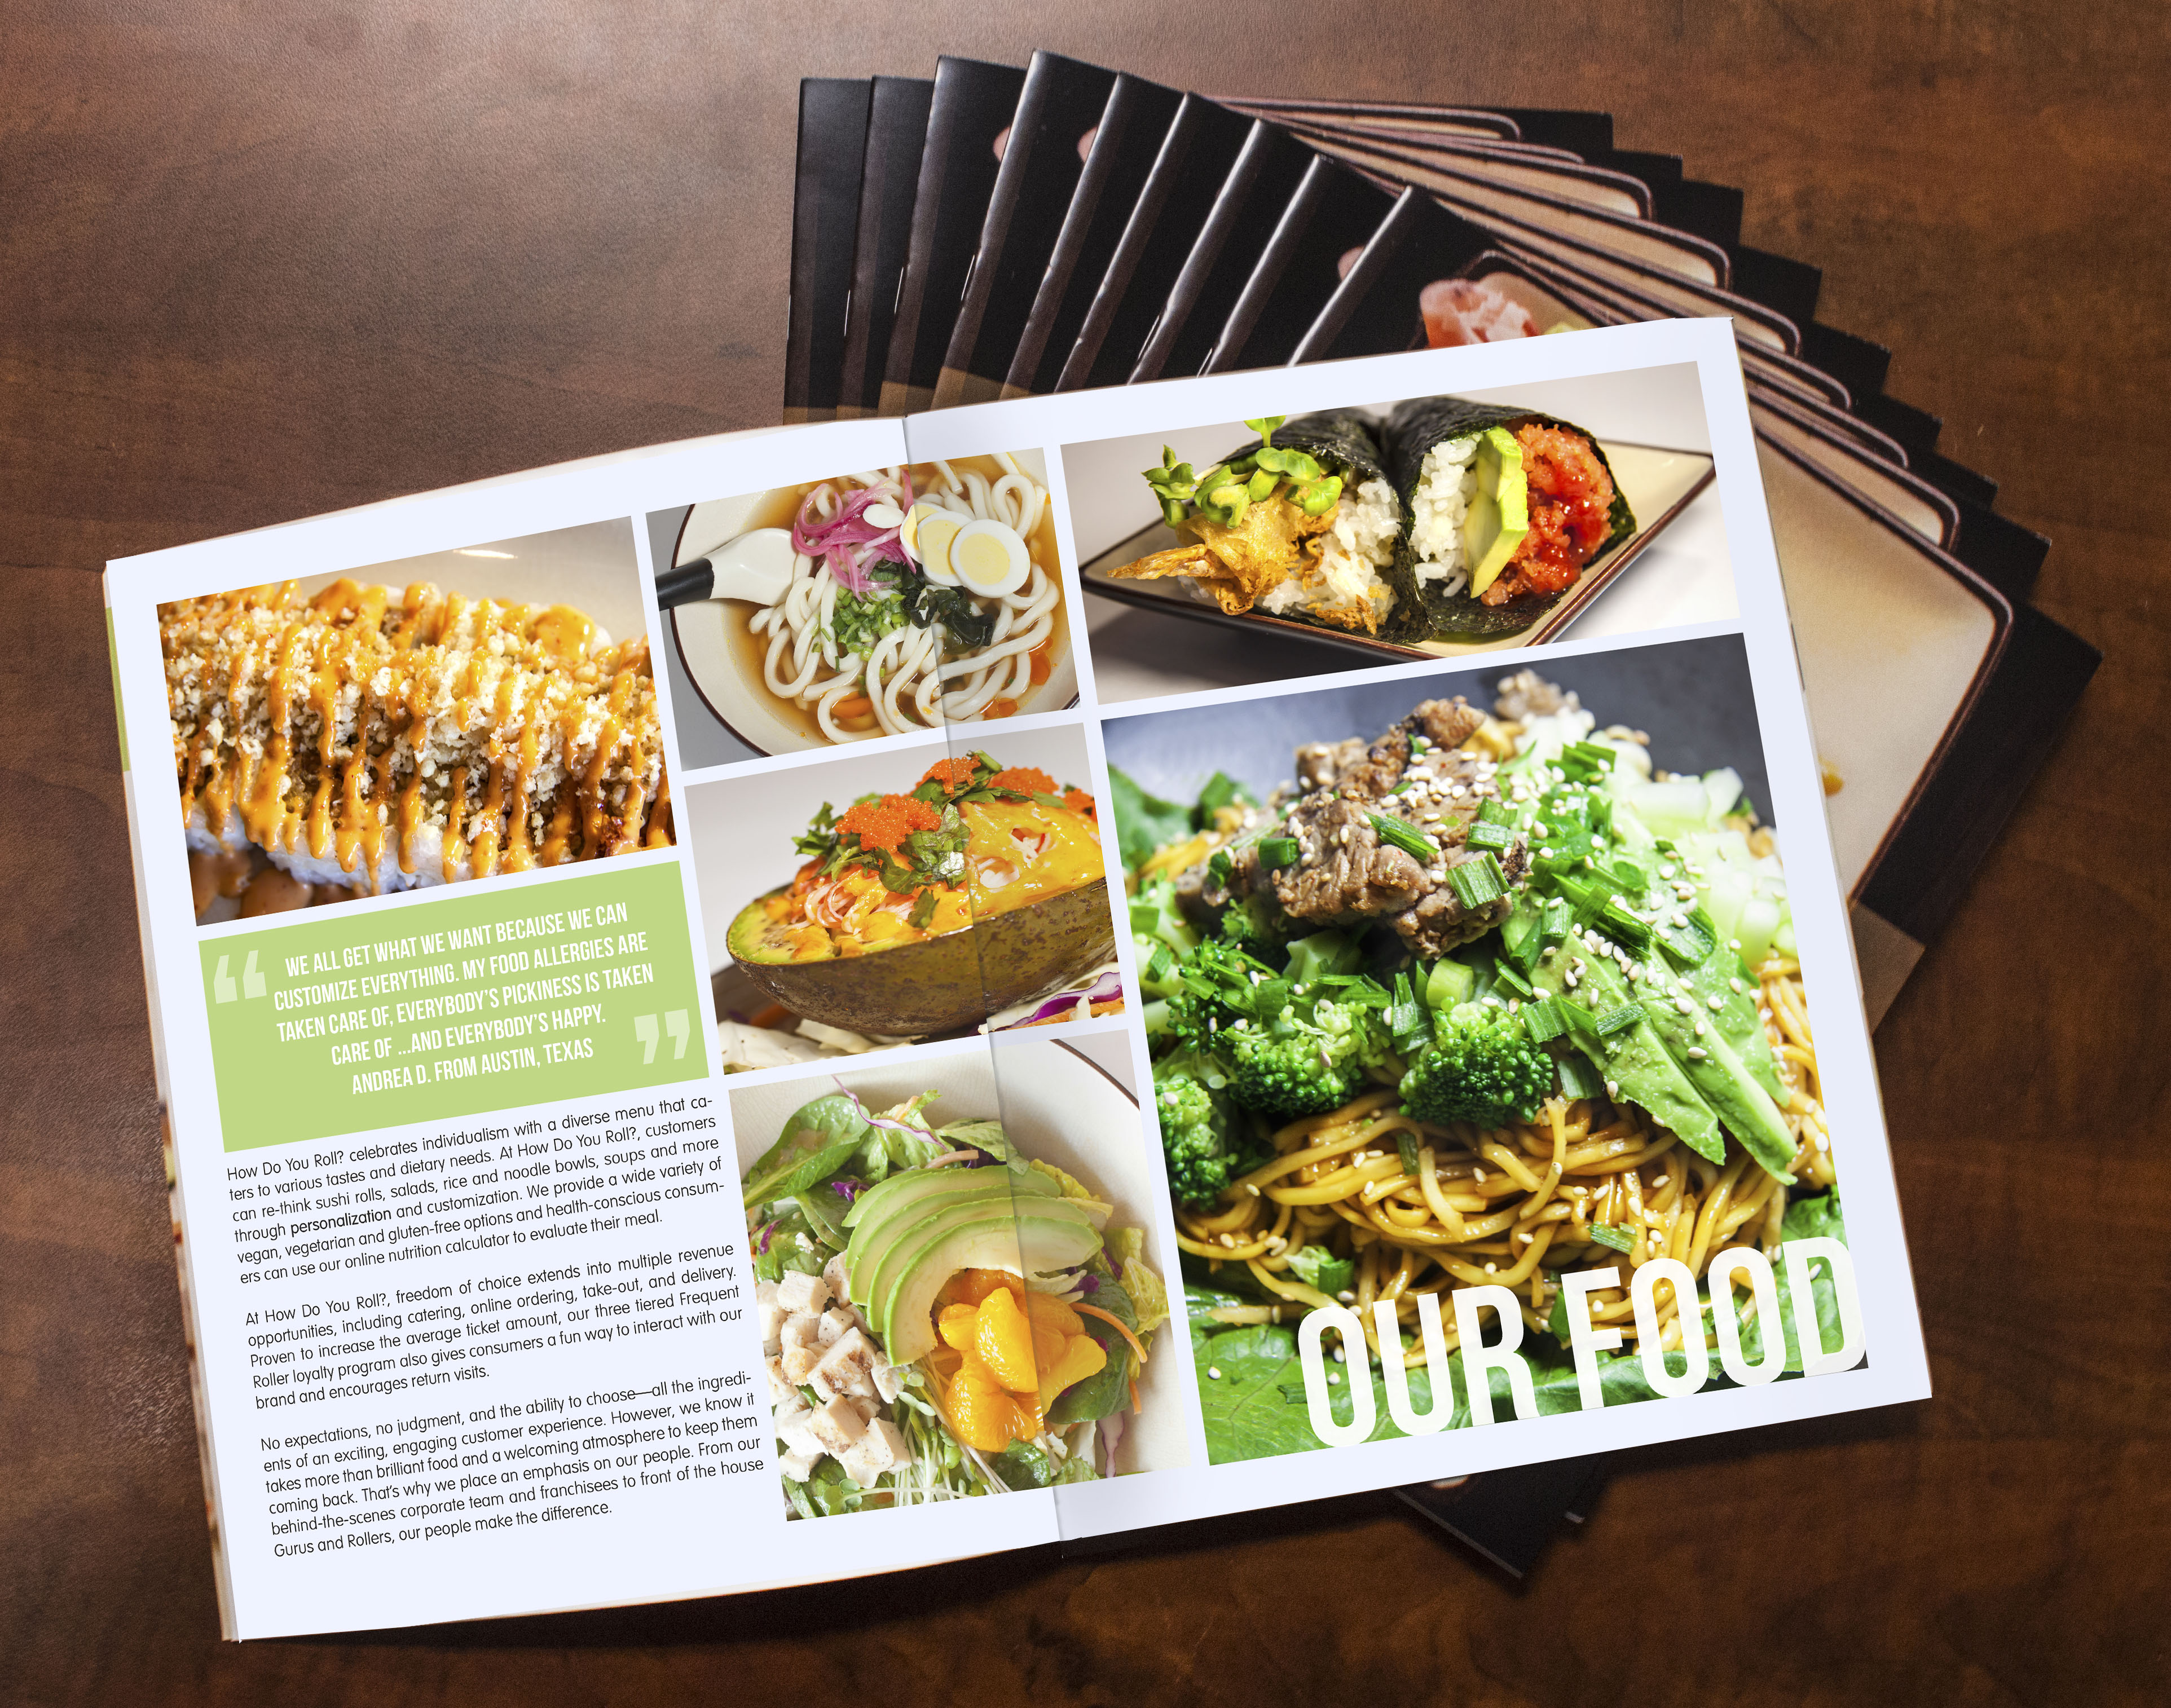 “ WE ALL GET WHAT WE WANT BECAUSE WE CAN
CUSTOMIZE EVERYTHING. MY FOOD ALLERGIES ARE
TAKEN CARE OF, EVERYBODY'S PICKINESS IS TAKEN
CARE OF ...AND EVERYBODY'S HAPPY. ”
ANDREA D. FROM AUSTIN, TEXAS
How Do You Roll? celebrates individualism with a diverse menu that ca-
ters to various tastes and dietary needs. At How Do You Roll?, customers
can re-think sushi rolls, salads, rice and noodle bowls, soups and more
through personalization and customization. We provide a wide variety of
vegan, vegetarian and gluten-free options and health-conscious consum-
ers can use our online nutrition calculator to evaluate their meal.
At How Do You Roll?, freedom of choice extends into multiple revenue
opportunities, including catering, online ordering, take-out, and delivery.
Proven to increase the average ticket amount, our three tiered Frequent
Roller loyalty program also gives consumers a fun way to interact with our
brand and encourages return visits.
No expectations, no judgment, and the ability to choose—all the ingredi-
ents of an exciting, engaging customer experience. However, we know it
takes more than brilliant food and a welcoming atmosphere to keep them
coming back. That's why we place an emphasis on our people. From our
behind-the-scenes corporate team and franchisees to front of the house
Gurus and Rollers, our people make the difference.
OUR FOOD